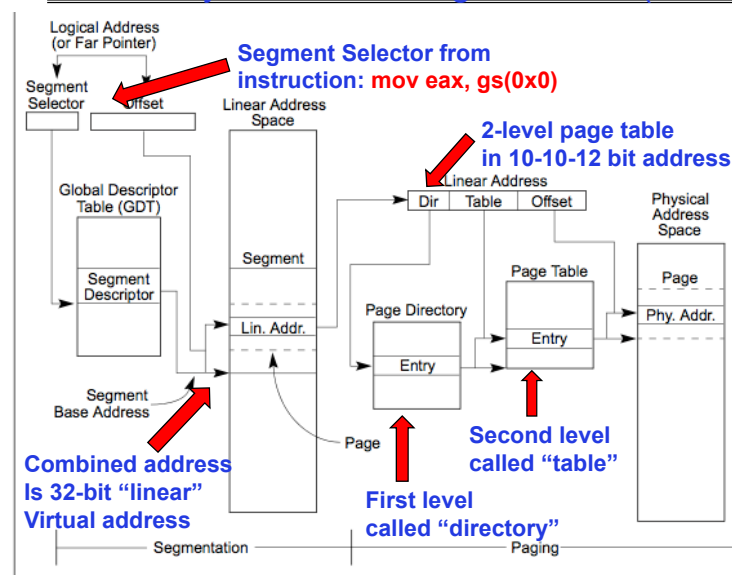 Logical Address
(or Far Pointer)
Segment
Selector
Offset
Segment Selector from
instruction: mov eax, gs(0x0)
Linear Address
Space
2-level page table
in 10-10-12 bit address
Linear Address
Dir Table Offset
Physical
Address
Space
Global Descriptor
Table (GDT)
Segment
Descriptor
Segment
Lin. Addr.
Page Directory
Entry
Page Table
Entry
Page
Phy. Addr.
Segment
Base Address
Page
Combined address
Is 32-bit “linear”
Virtual address
First level
called “directory”
Second level
called “table”
Segmentation
Paging